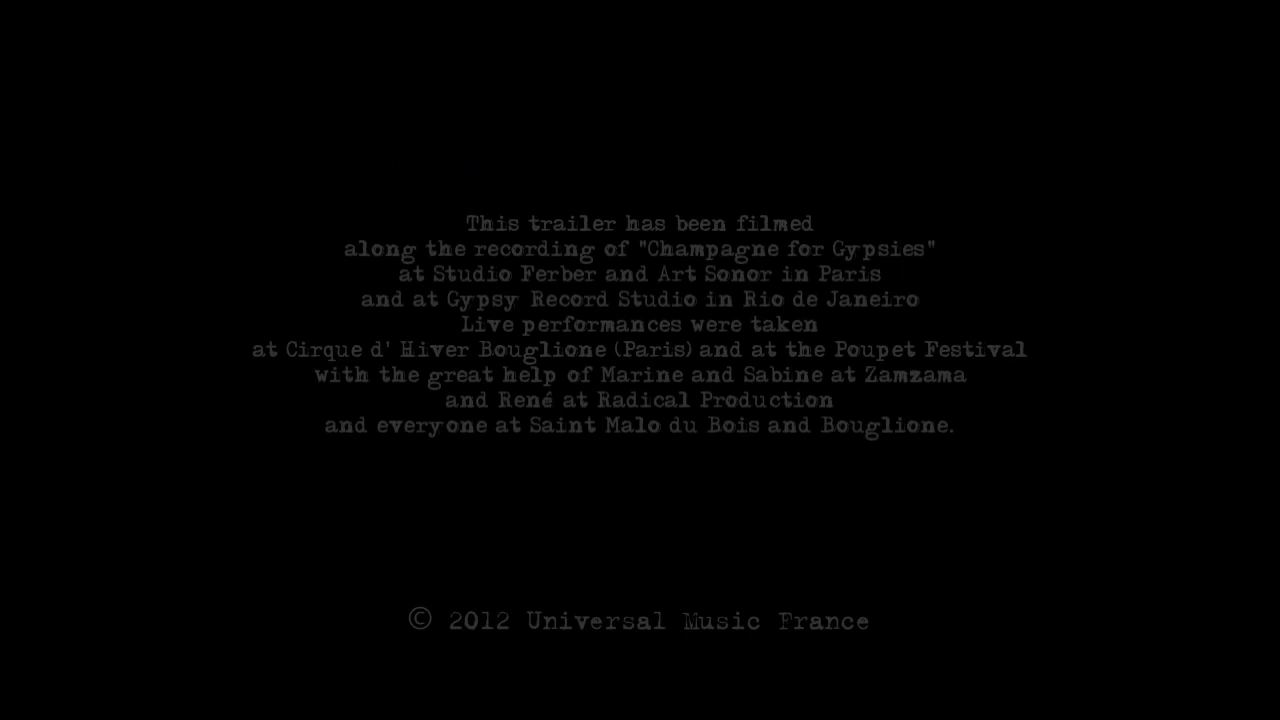 This trailer has been filmed
along the recording of "Champagne for Gypsies"
at Studio Ferber and Art Sonor in Paris
and at Gypsy Record Studio in Rio de Janeiro
Live performances were taken
at Cirque d' Hiver Bouglione (Paris) and at the Poupet Festival
with the great help of Marine and Sabine at Zamzama
and René at Radical Production
and everyone at Saint Malo du Bois and Bouglione.
© 2012 Universal Music France